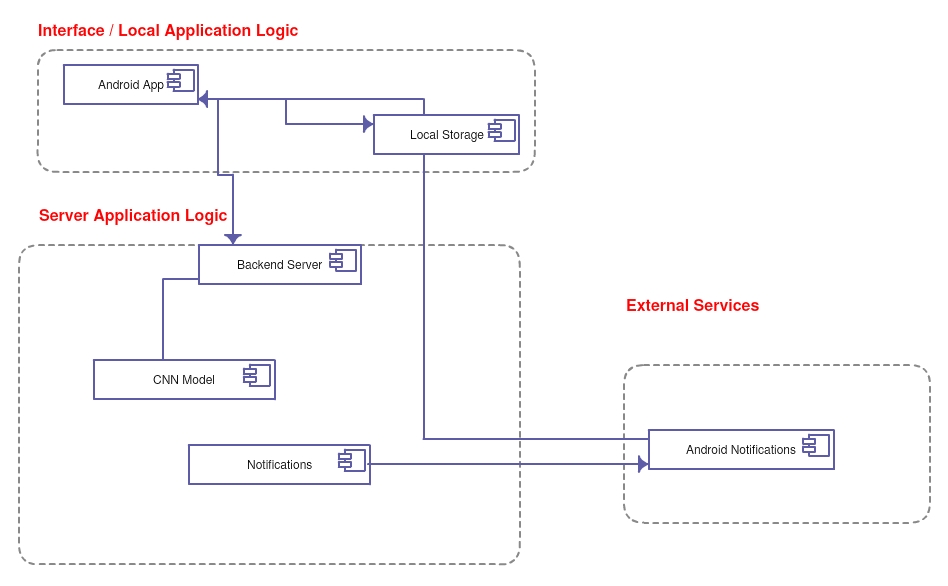 Interface / Local Application Logic
Android App
Local Storage
Server Application Logic
Backend Server
External Services
CNN Model
Android Notifications
Notifications